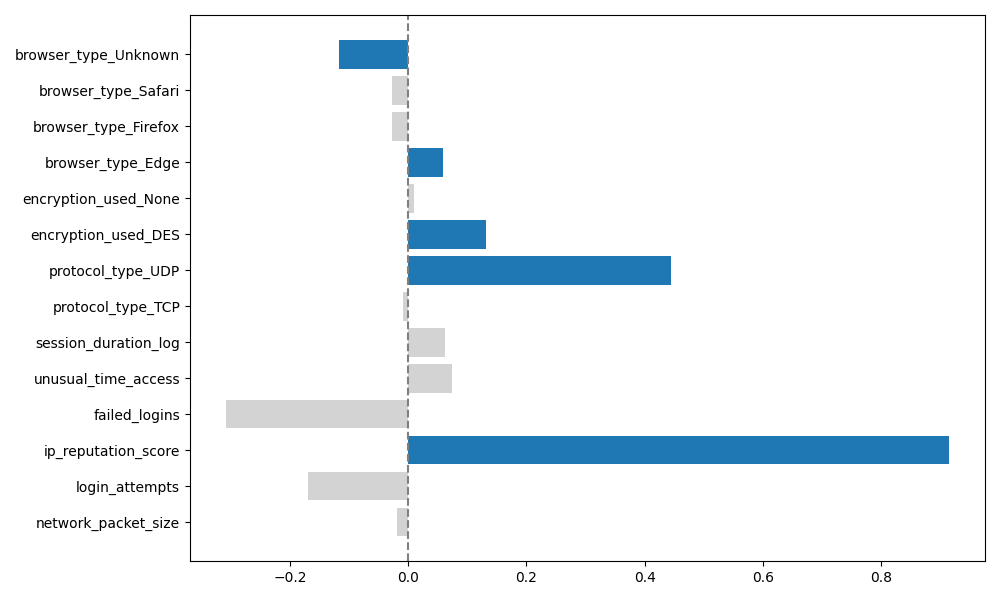 browser_type_Unknown
browser_type_Safari
browser_type_Firefox
browser_type_Edge
encryption_used_None
encryption_used_DES
protocol_type_UDP
protocol_type_TCP
session_duration_log
unusual_time_access
failed_logins
ip_reputation_score
login_attempts
network_packet_size
−0.2 0.0 0.2 0.4 0.6 0.8